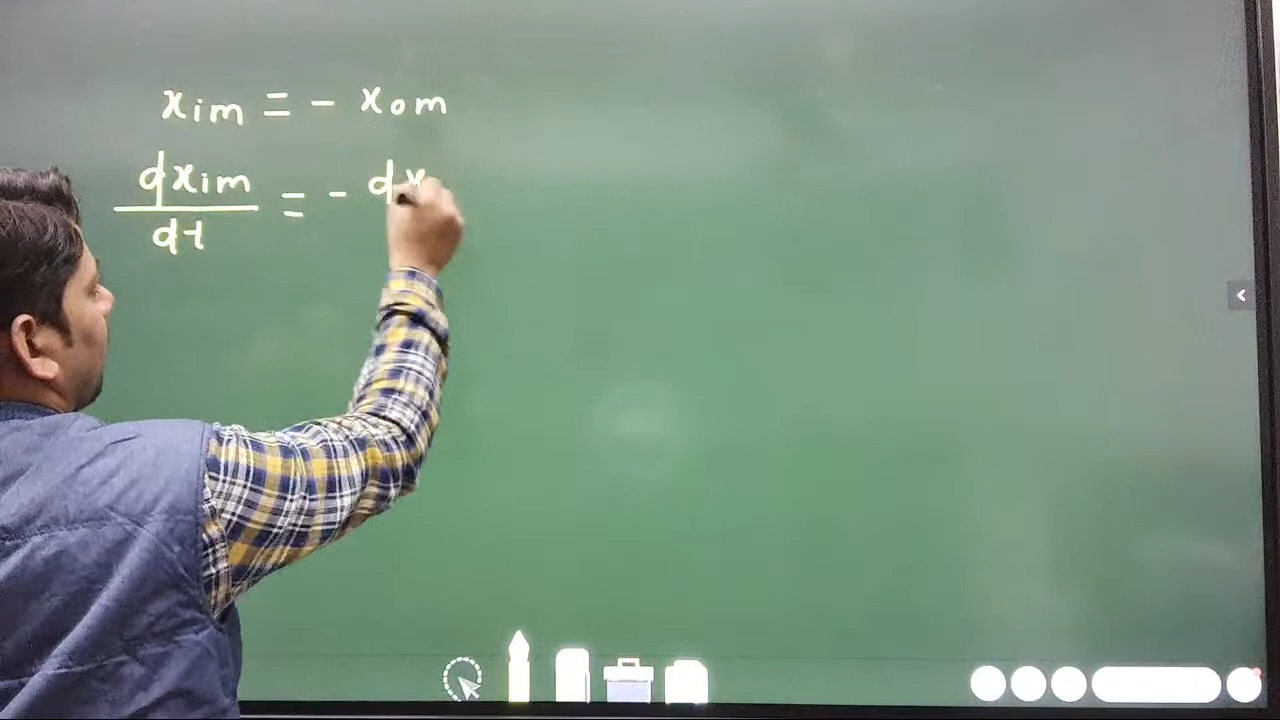 xim = - xom
dxim/dt = - dx